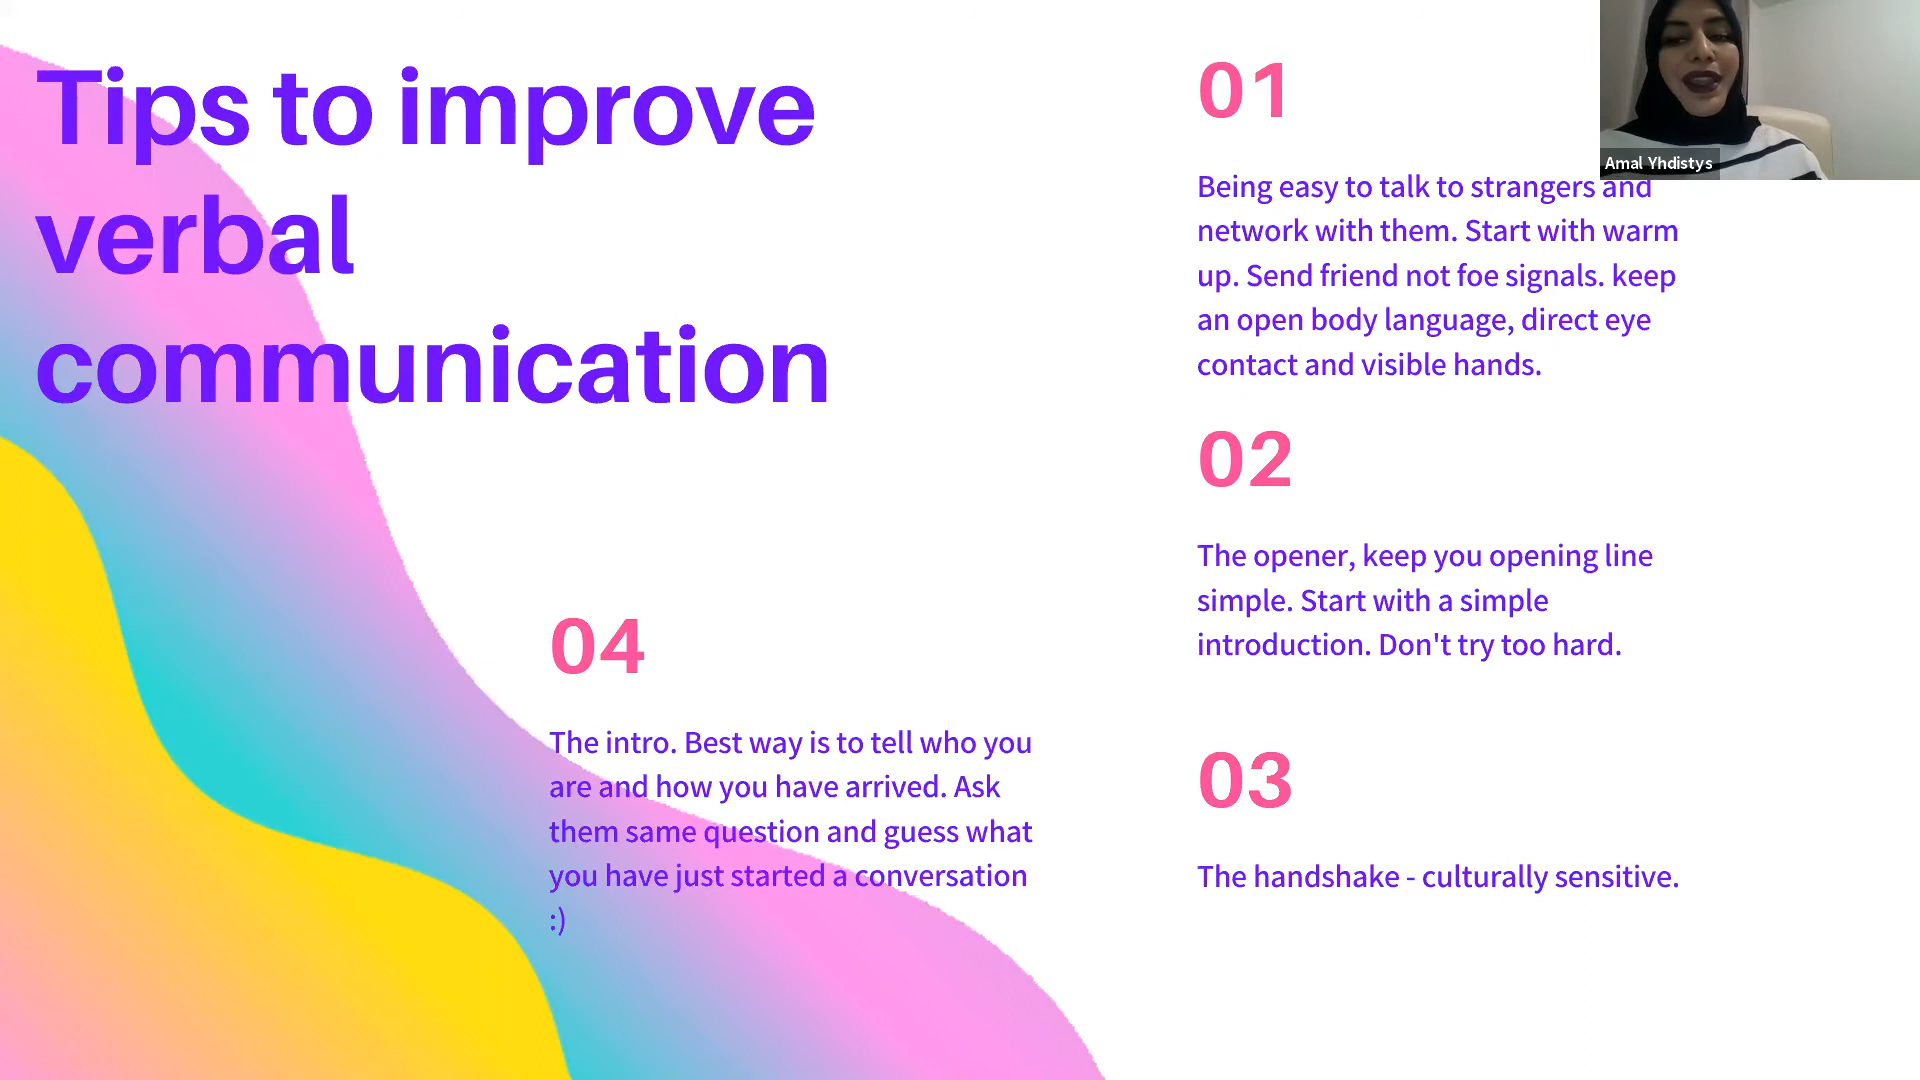 Tips to improve
verbal
communication
01
Being easy to talk to strangers and
network with them. Start with warm
up. Send friend not foe signals. keep
an open body language, direct eye
contact and visible hands.
02
The opener, keep you opening line
simple. Start with a simple
introduction. Don't try too hard.
03
The handshake - culturally sensitive.
04
The intro. Best way is to tell who you
are and how you have arrived. Ask
them same question and guess what
you have just started a conversation
:)
Amal Yhdistys